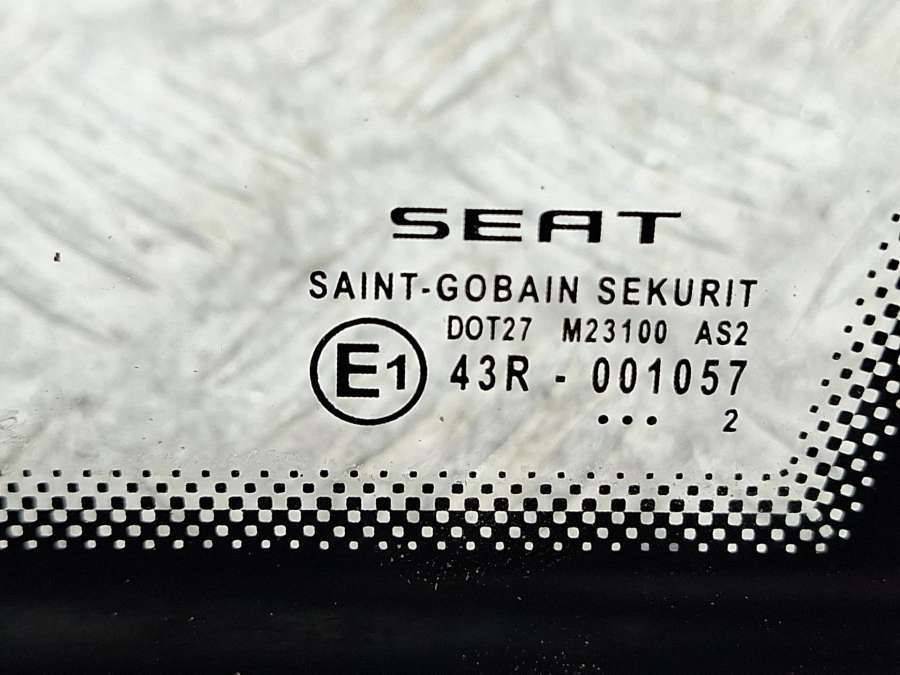 SEAT
SAINT-GOBAIN SEKURIT
DOT27 M23100 AS2
E1 43R - 001057
... 2